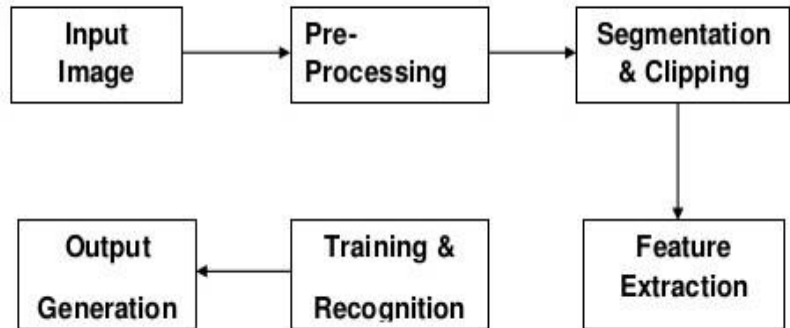 Input
Image
Pre-
Processing
Segmentation
& Clipping
Feature
Extraction
Training &
Recognition
Output
Generation